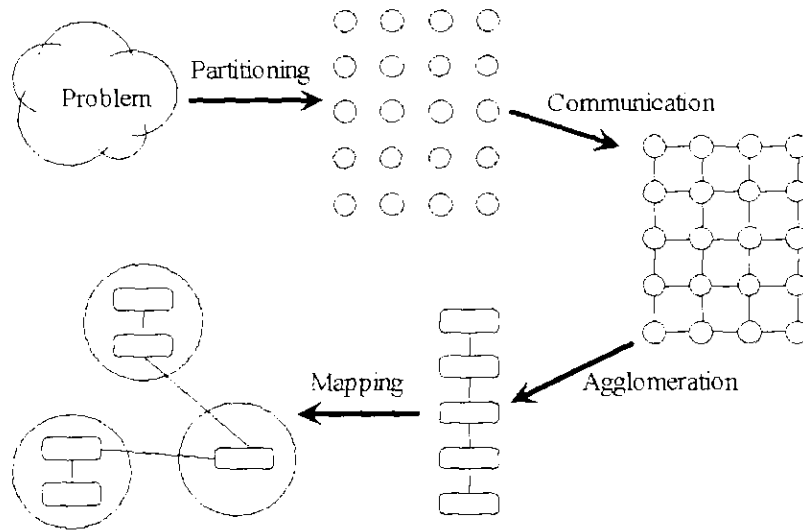 Partitioning
Problem
Communication
Mapping
Agglomeration